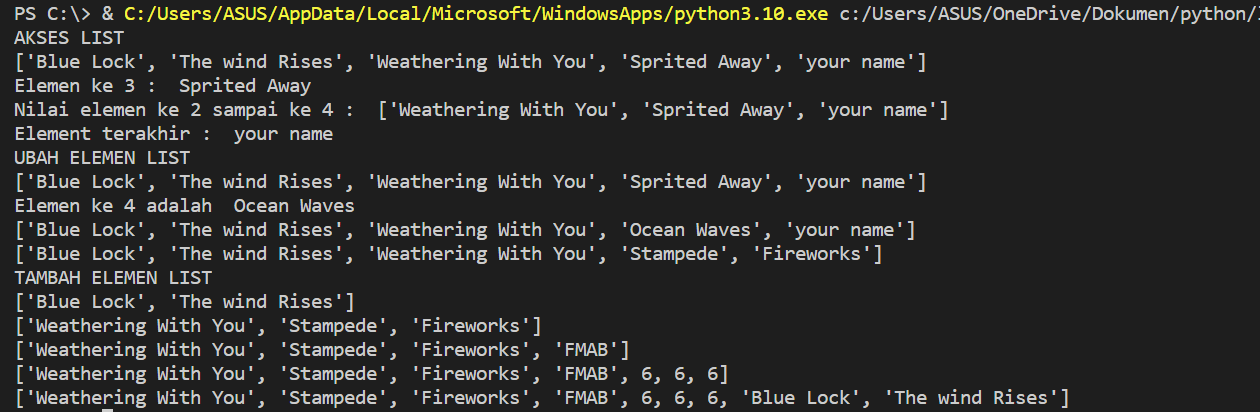 PS C:\> & C:/Users/ASUS/AppData/Local/Microsoft/WindowsApps/python3.10.exe c:/Users/ASUS/OneDrive/Dokumen/python/
AKSES LIST
['Blue Lock', 'The wind Rises', 'Weathering With You', 'Sprited Away', 'your name']
Elemen ke 3 :  Sprited Away
Nilai elemen ke 2 sampai ke 4 :  ['Weathering With You', 'Sprited Away', 'your name']
Element terakhir :  your name
UBAH ELEMEN LIST
['Blue Lock', 'The wind Rises', 'Weathering With You', 'Sprited Away', 'your name']
Elemen ke 4 adalah  Ocean Waves
['Blue Lock', 'The wind Rises', 'Weathering With You', 'Ocean Waves', 'your name']
['Blue Lock', 'The wind Rises', 'Weathering With You', 'Stampede', 'Fireworks']
TAMBAH ELEMEN LIST
['Blue Lock', 'The wind Rises']
['Weathering With You', 'Stampede', 'Fireworks']
['Weathering With You', 'Stampede', 'Fireworks', 'FMAB']
['Weathering With You', 'Stampede', 'Fireworks', 'FMAB', 6, 6, 6]
['Weathering With You', 'Stampede', 'Fireworks', 'FMAB', 6, 6, 6, 'Blue Lock', 'The wind Rises']